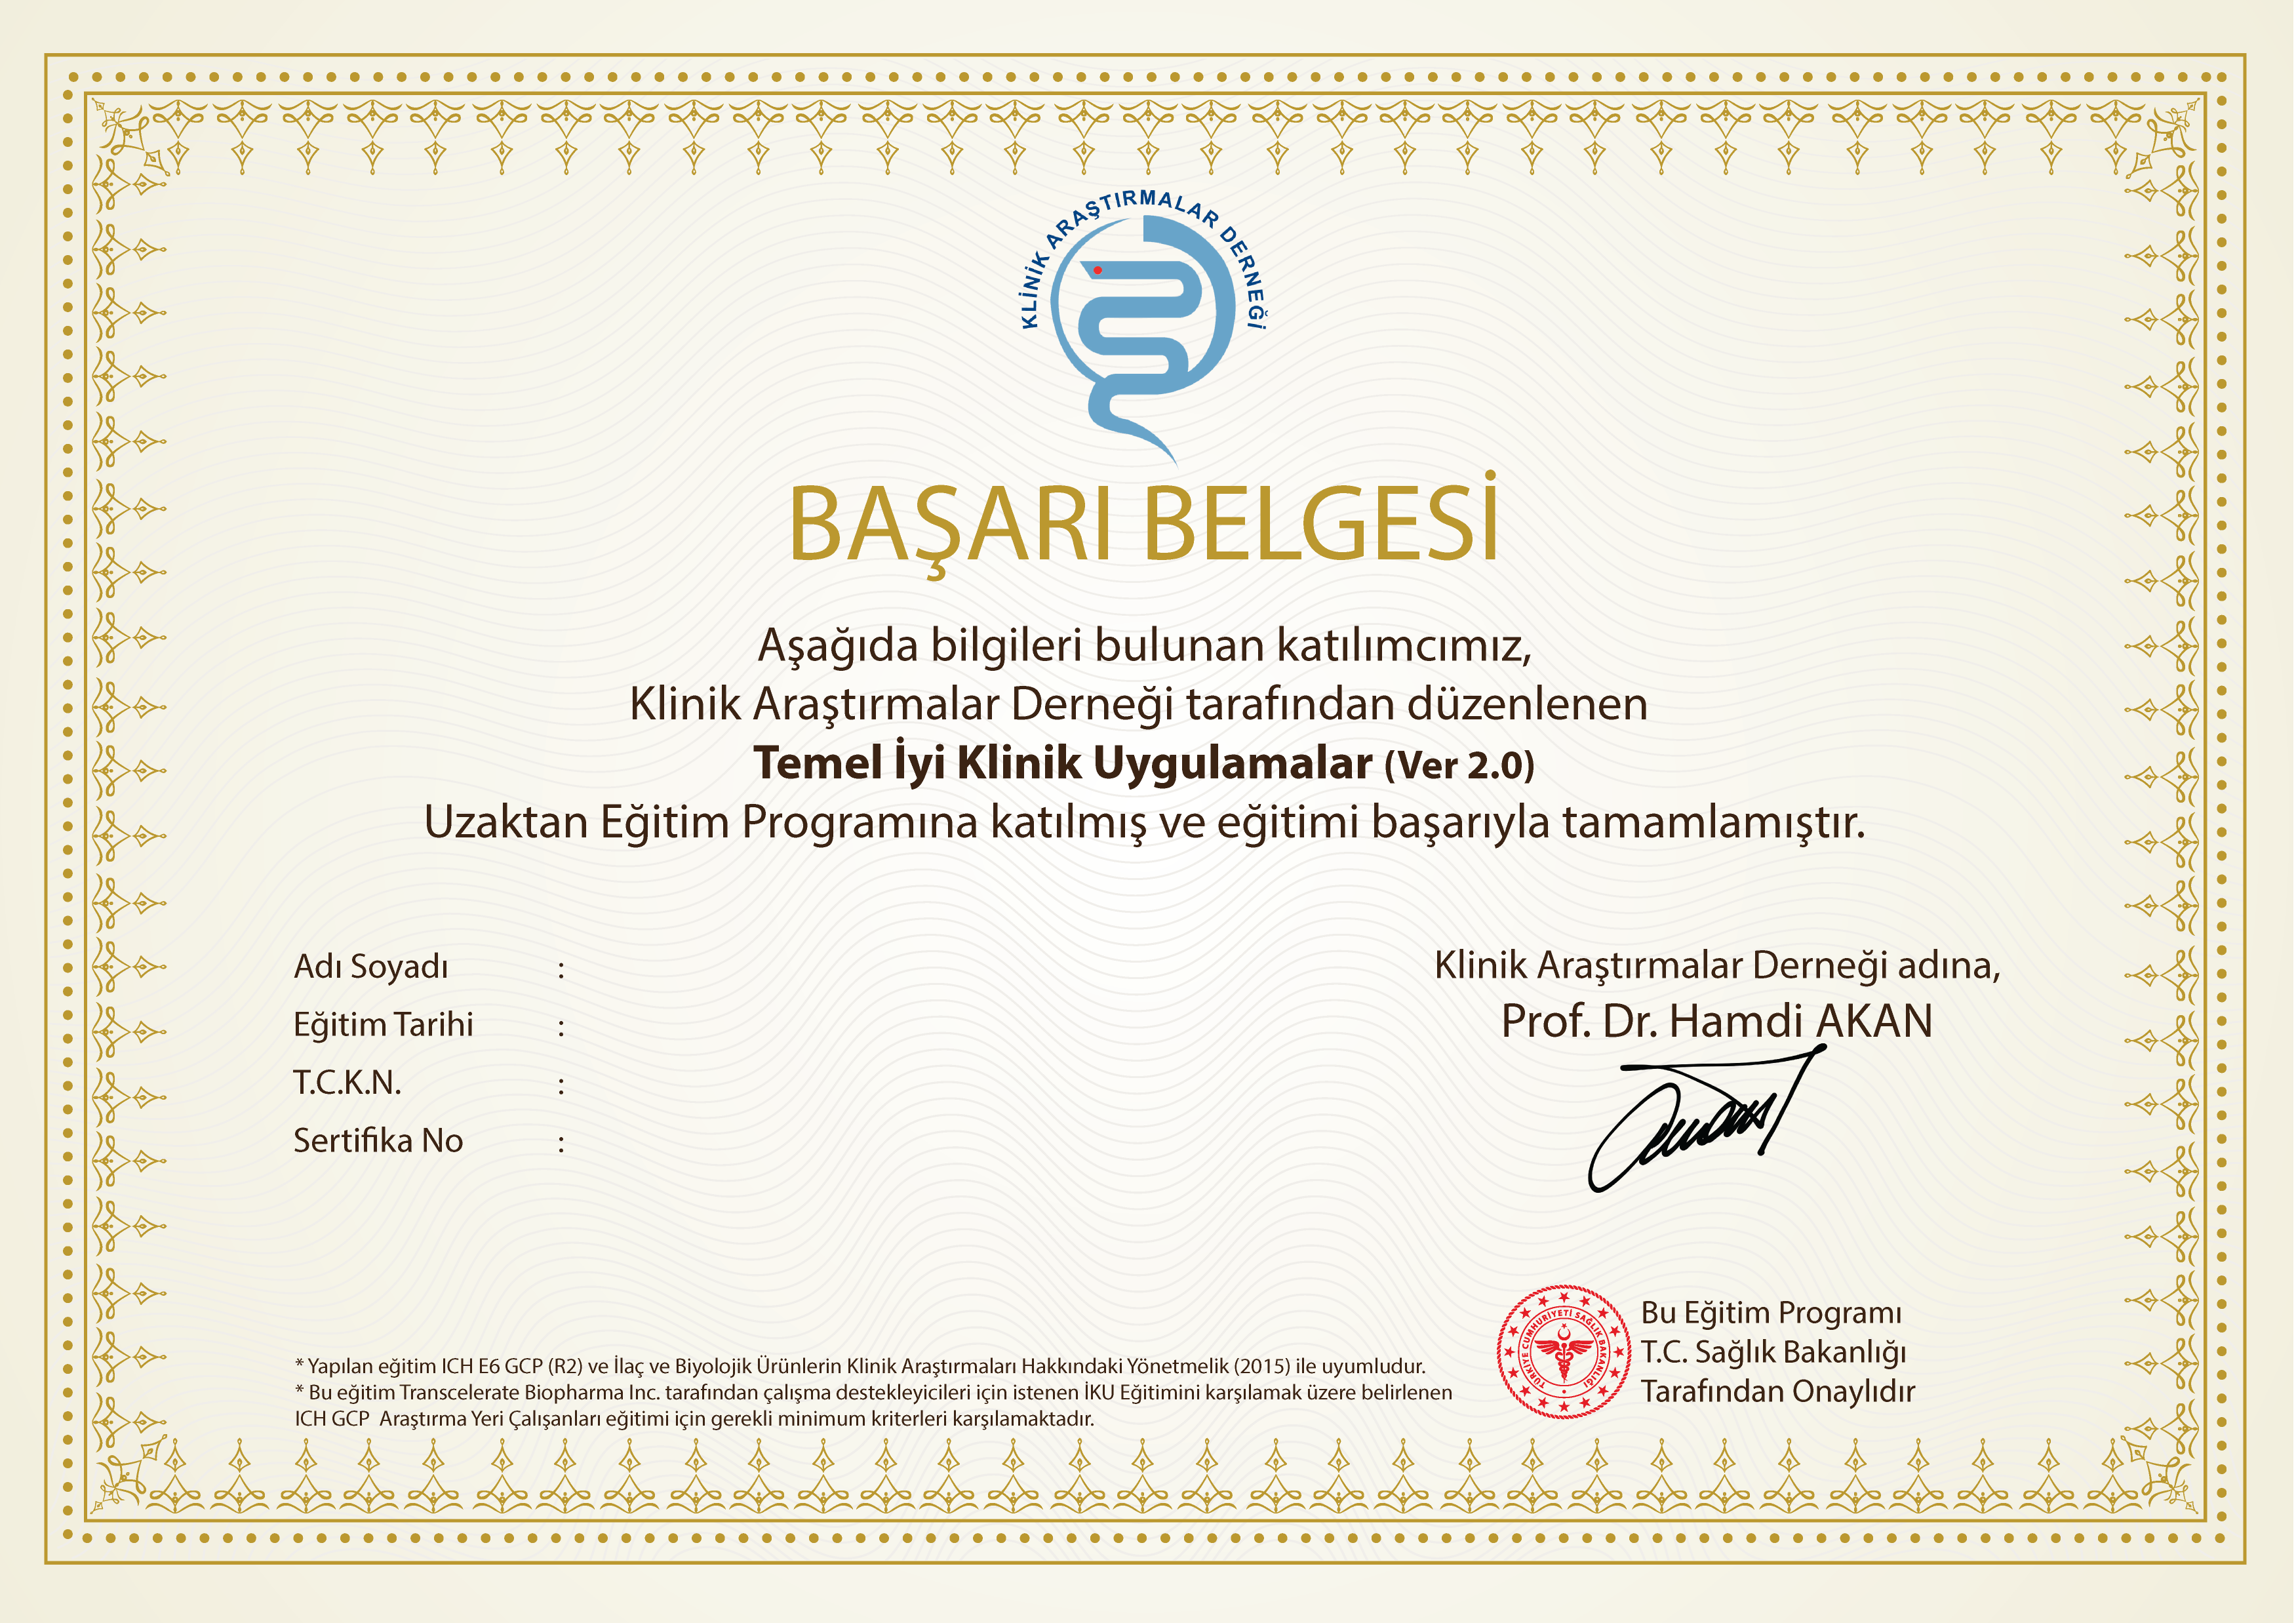 KLİNİK ARAŞTIRMALAR DERNEĞİ
BAŞARI BELGESİ
Aşağıda bilgileri bulunan katılımcımız,
Klinik Araştırmalar Derneği tarafından düzenlenen
Temel İyi Klinik Uygulamalar (Ver 2.0)
Uzaktan Eğitim Programına katılmış ve eğitimi başarıyla tamamlamıştır.
Adı Soyadı :
Eğitim Tarihi :
T.C.K.N. :
Sertifika No :
Klinik Araştırmalar Derneği adına,
Prof. Dr. Hamdi AKAN
* Yapılan eğitim ICH E6 GCP (R2) ve İlaç ve Biyolojik Ürünlerin Klinik Araştırmaları Hakkındaki Yönetmelik (2015) ile uyumludur.
* Bu eğitim Transcelerate Biopharma Inc. tarafından çalışma destekleyicileri için istenen İKU Eğitimini karşılamak üzere belirlenen
ICH GCP Araştırma Yeri Çalışanları eğitimi için gerekli minimum kriterleri karşılamaktadır.
TÜRKİYE CUMHURİYETİ SAĞLIK BAKANLIĞI
Bu Eğitim Programı
T.C. Sağlık Bakanlığı
Tarafından Onaylıdır